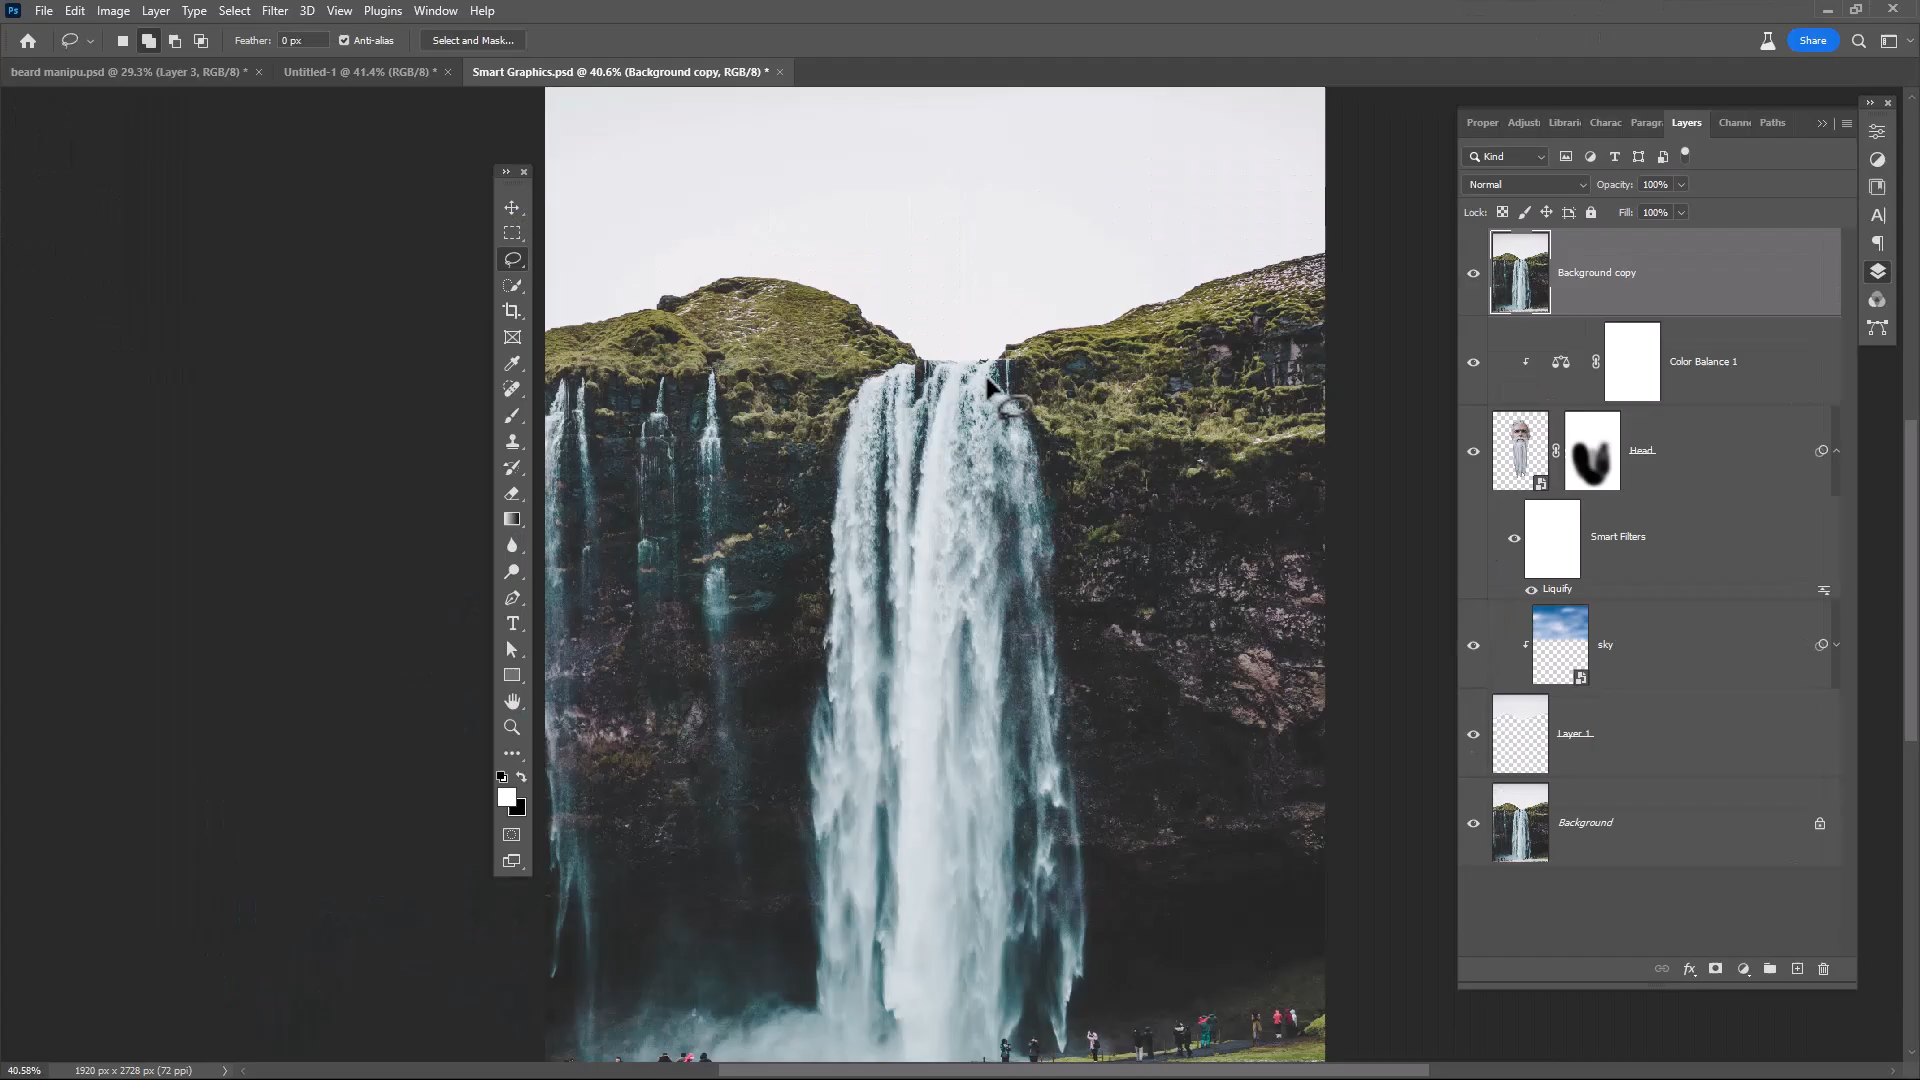 Ps File Edit Image Layer Type Select Filter 3D View Plugins Window Help
Feather: 0 px Anti-alias Select and Mask... Share
beard manipu.psd @ 29.3% (Layer 3, RGB/8) * × Untitled-1 @ 41.4% (RGB/8) * × Smart Graphics.psd @ 40.6% (Background copy, RGB/8) * ×
Proper Adjust Librari Charac Paragr Layers Channe Paths
Kind
Normal Opacity: 100%
Lock: Fill: 100%
Background copy
Color Balance 1
Head
Smart Filters
Liquify
sky
Layer 1
Background
40.58% 1920 px x 2728 px (72 ppi)